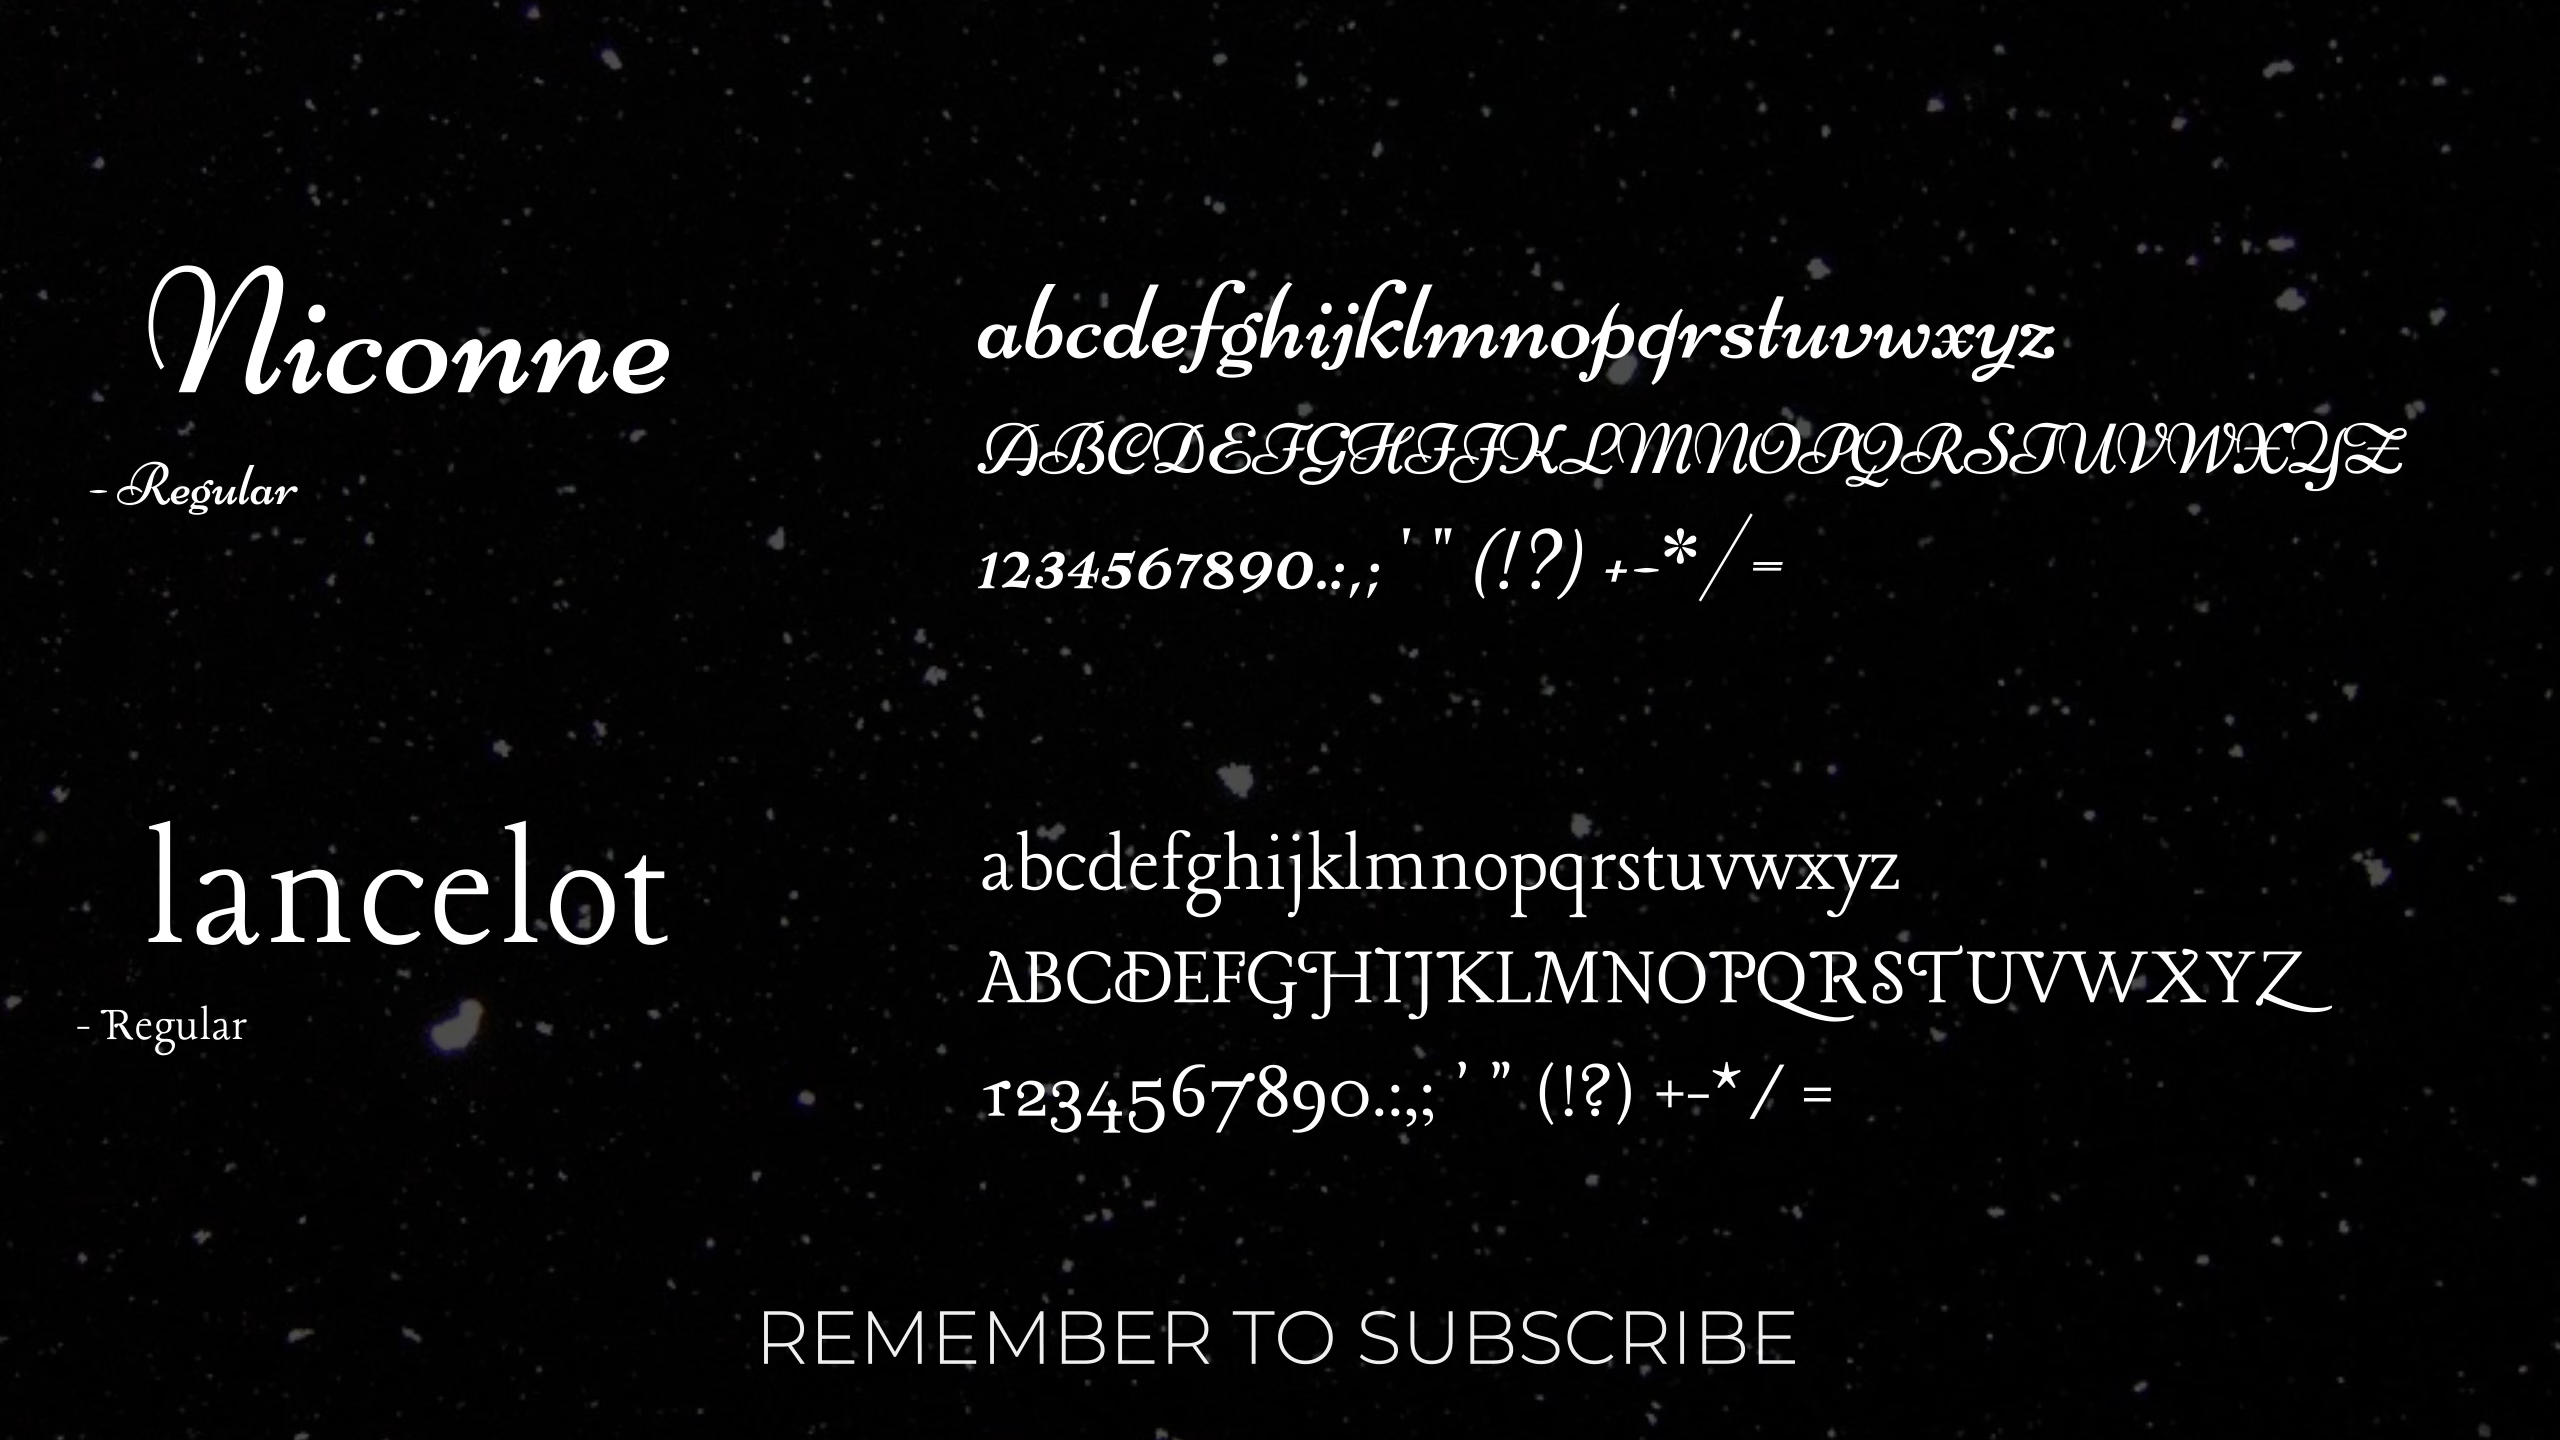 Niconne
- Regular
abcdefghijklmnopqrstuvwxyz
ABCDEFGHIJKLMNOPQRSTUVWXYZ
1234567890.:,; ' " (!?) +-*/ =
lancelot
- Regular
abcdefghijklmnopqrstuvwxyz
ABCDEFGHIJKLMNOPQRSTUVWXYZ
1234567890.:,; ’ ” (!?) +-*/ =
REMEMBER TO SUBSCRIBE